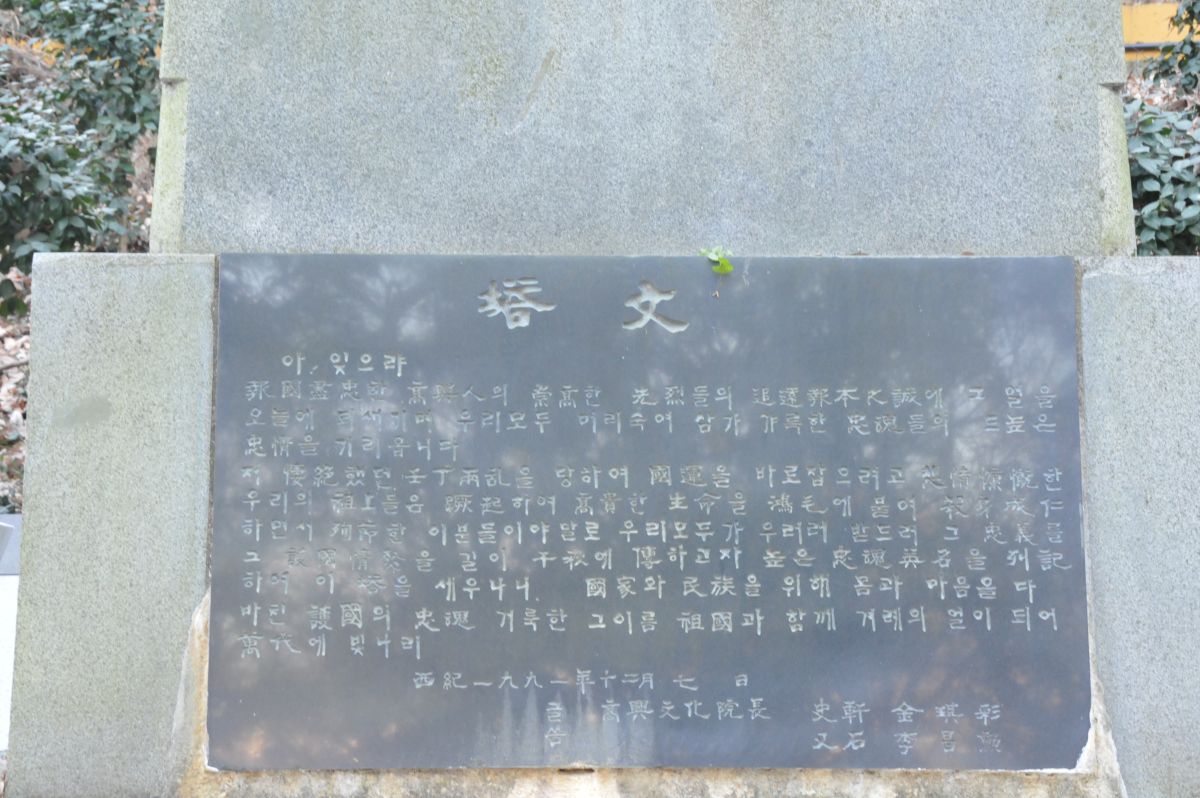 塔 文
아, 잊으랴
報國盡忠한 高興人의 崇高한 先烈들의 追遠報本之誠에 그 얼을
오늘에 되새기며 우리모두 머리숙여 삼가 거룩한 忠魂들의 드높은
忠情을 기리옵니다
저 悽絶했던 壬丁兩乱을 당하여 國運을 바로잡으려고 悲憤慷慨한
우리의 祖上들은 蹶起하여 高貴한 生命을 鴻毛에 붙여 殺身成仁
하면서 殉節한 이분들이야말로 우리모두가 우러러 받드려 그 忠義를
그 護國情 을 길이 千秋에 傳하고자 높은 忠魂英名을 列記
하여 이 塔을 세우나니. 國家와 民族을 위해 몸과 마음을 다
바친 護國의 忠魂 거룩한 그이름 祖國과 함께 겨레의 얼이 되어
萬代에 빛나리
西紀一九九一年十二月 七 日
글 高興文化院長 史軒 金琪彩
씀 又石 李昌